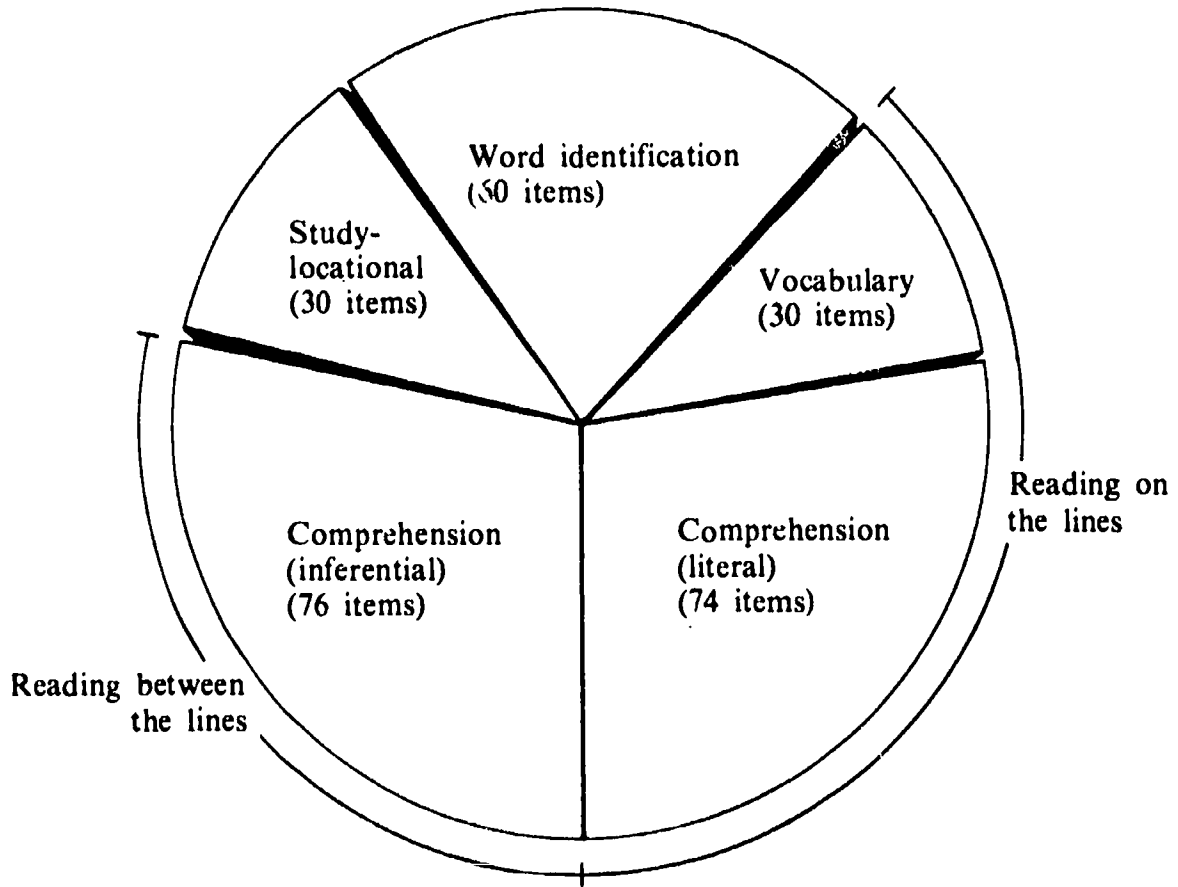 Word identification
(60 items)
Study-
locational
(30 items)
Vocabulary
(30 items)
Reading on
the lines
Comprehension
(inferential)
(76 items)
Comprehension
(literal)
(74 items)
Reading between
the lines